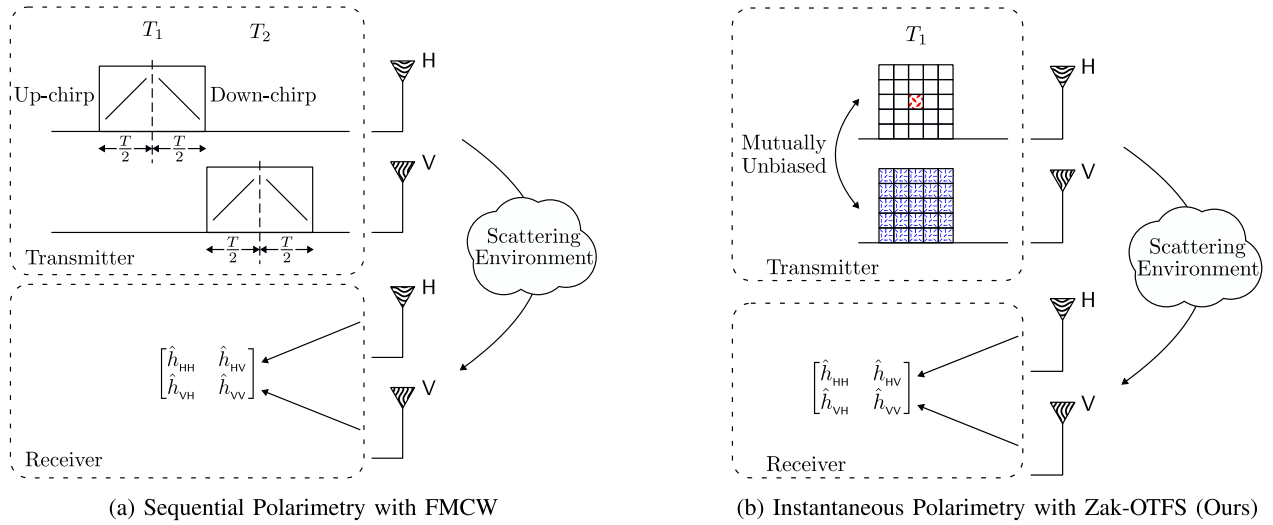 T₁ T₂
Up-chirp Down-chirp
H
T/2 T/2
V
T/2 T/2
Transmitter
Scattering
Environment
H
ĥHH ĥHV
ĥVH ĥVV
V
Receiver
(a) Sequential Polarimetry with FMCW
T₁
H
Mutually
Unbiased
V
Transmitter
Scattering
Environment
H
ĥHH ĥHV
ĥVH ĥVV
V
Receiver
(b) Instantaneous Polarimetry with Zak-OTFS (Ours)